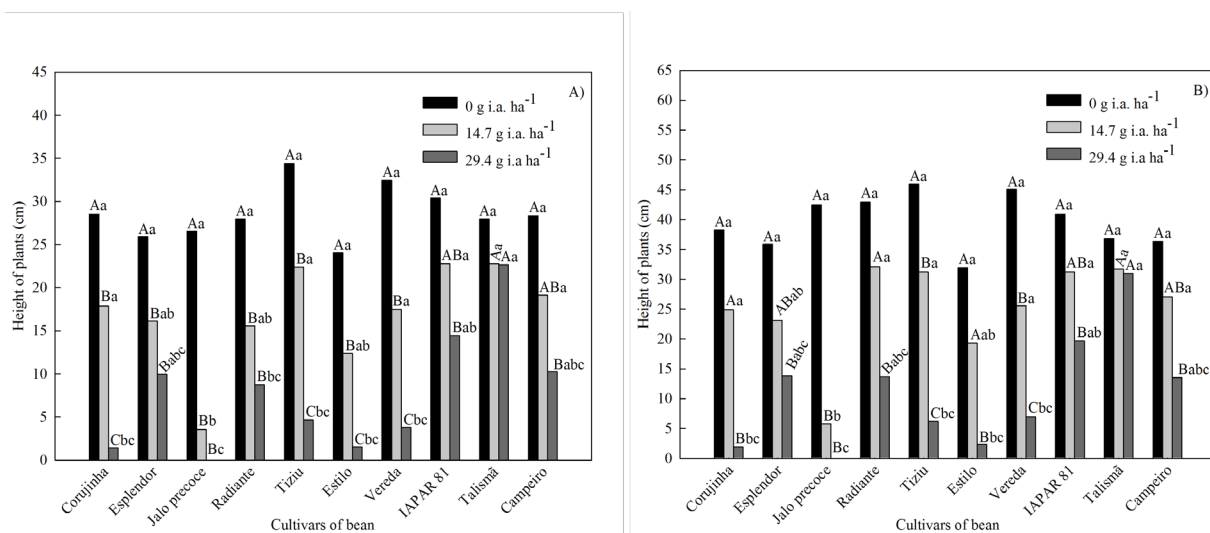 A)
0 g i.a. ha-1
14.7 g i.a. ha-1
29.4 g i.a ha-1
Height of plants (cm)
45
40
35
30
25
20
15
10
5
0
Aa Ba Cbc
Aa Bab Babc
Aa Bb Bc
Aa Bab Bbc
Aa Ba Cbc
Aa Bab Cbc
Aa Ba Cbc
Aa ABa Bab
Aa Aa Aa
Aa ABa Babc
Corujinha
Esplendor
Jalo precoce
Radiante
Tiziu
Estilo
Vereda
IAPAR 81
Talismã
Campeiro
Cultivars of bean
B)
0 g i.a. ha-1
14.7 g i.a. ha-1
29.4 g i.a ha-1
Height of plants (cm)
65
60
55
50
45
40
35
30
25
20
15
10
5
0
Aa Aa Bbc
Aa ABab Babc
Aa Bb Bc
Aa Aa Babc
Aa Ba Cbc
Aa Aab Bbc
Aa Ba Cbc
Aa ABa Bab
Aa Aa Aa
Aa ABa Babc
Corujinha
Esplendor
Jalo precoce
Radiante
Tiziu
Estilo
Vereda
IAPAR 81
Talismã
Campeiro
Cultivars of bean